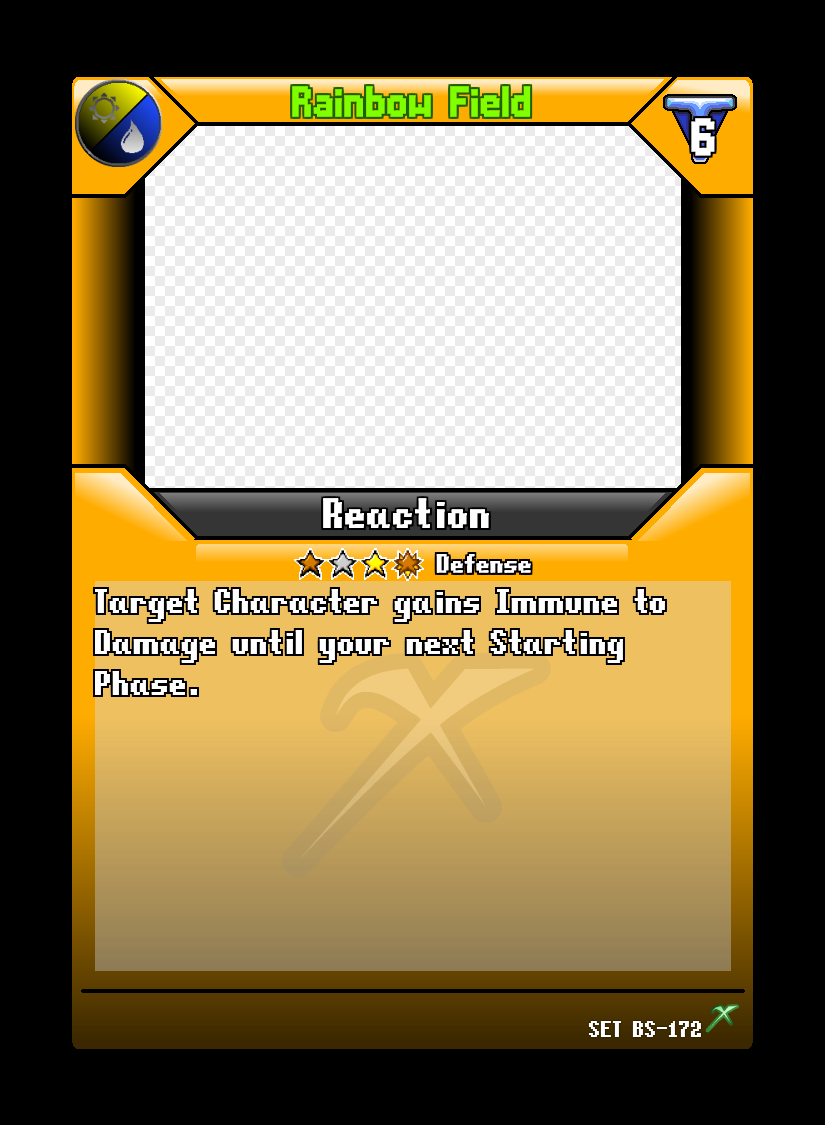 Rainbow Field
6
Reaction
Defense
Target Character gains Immune to
Damage until your next Starting
Phase.
SET BS-172